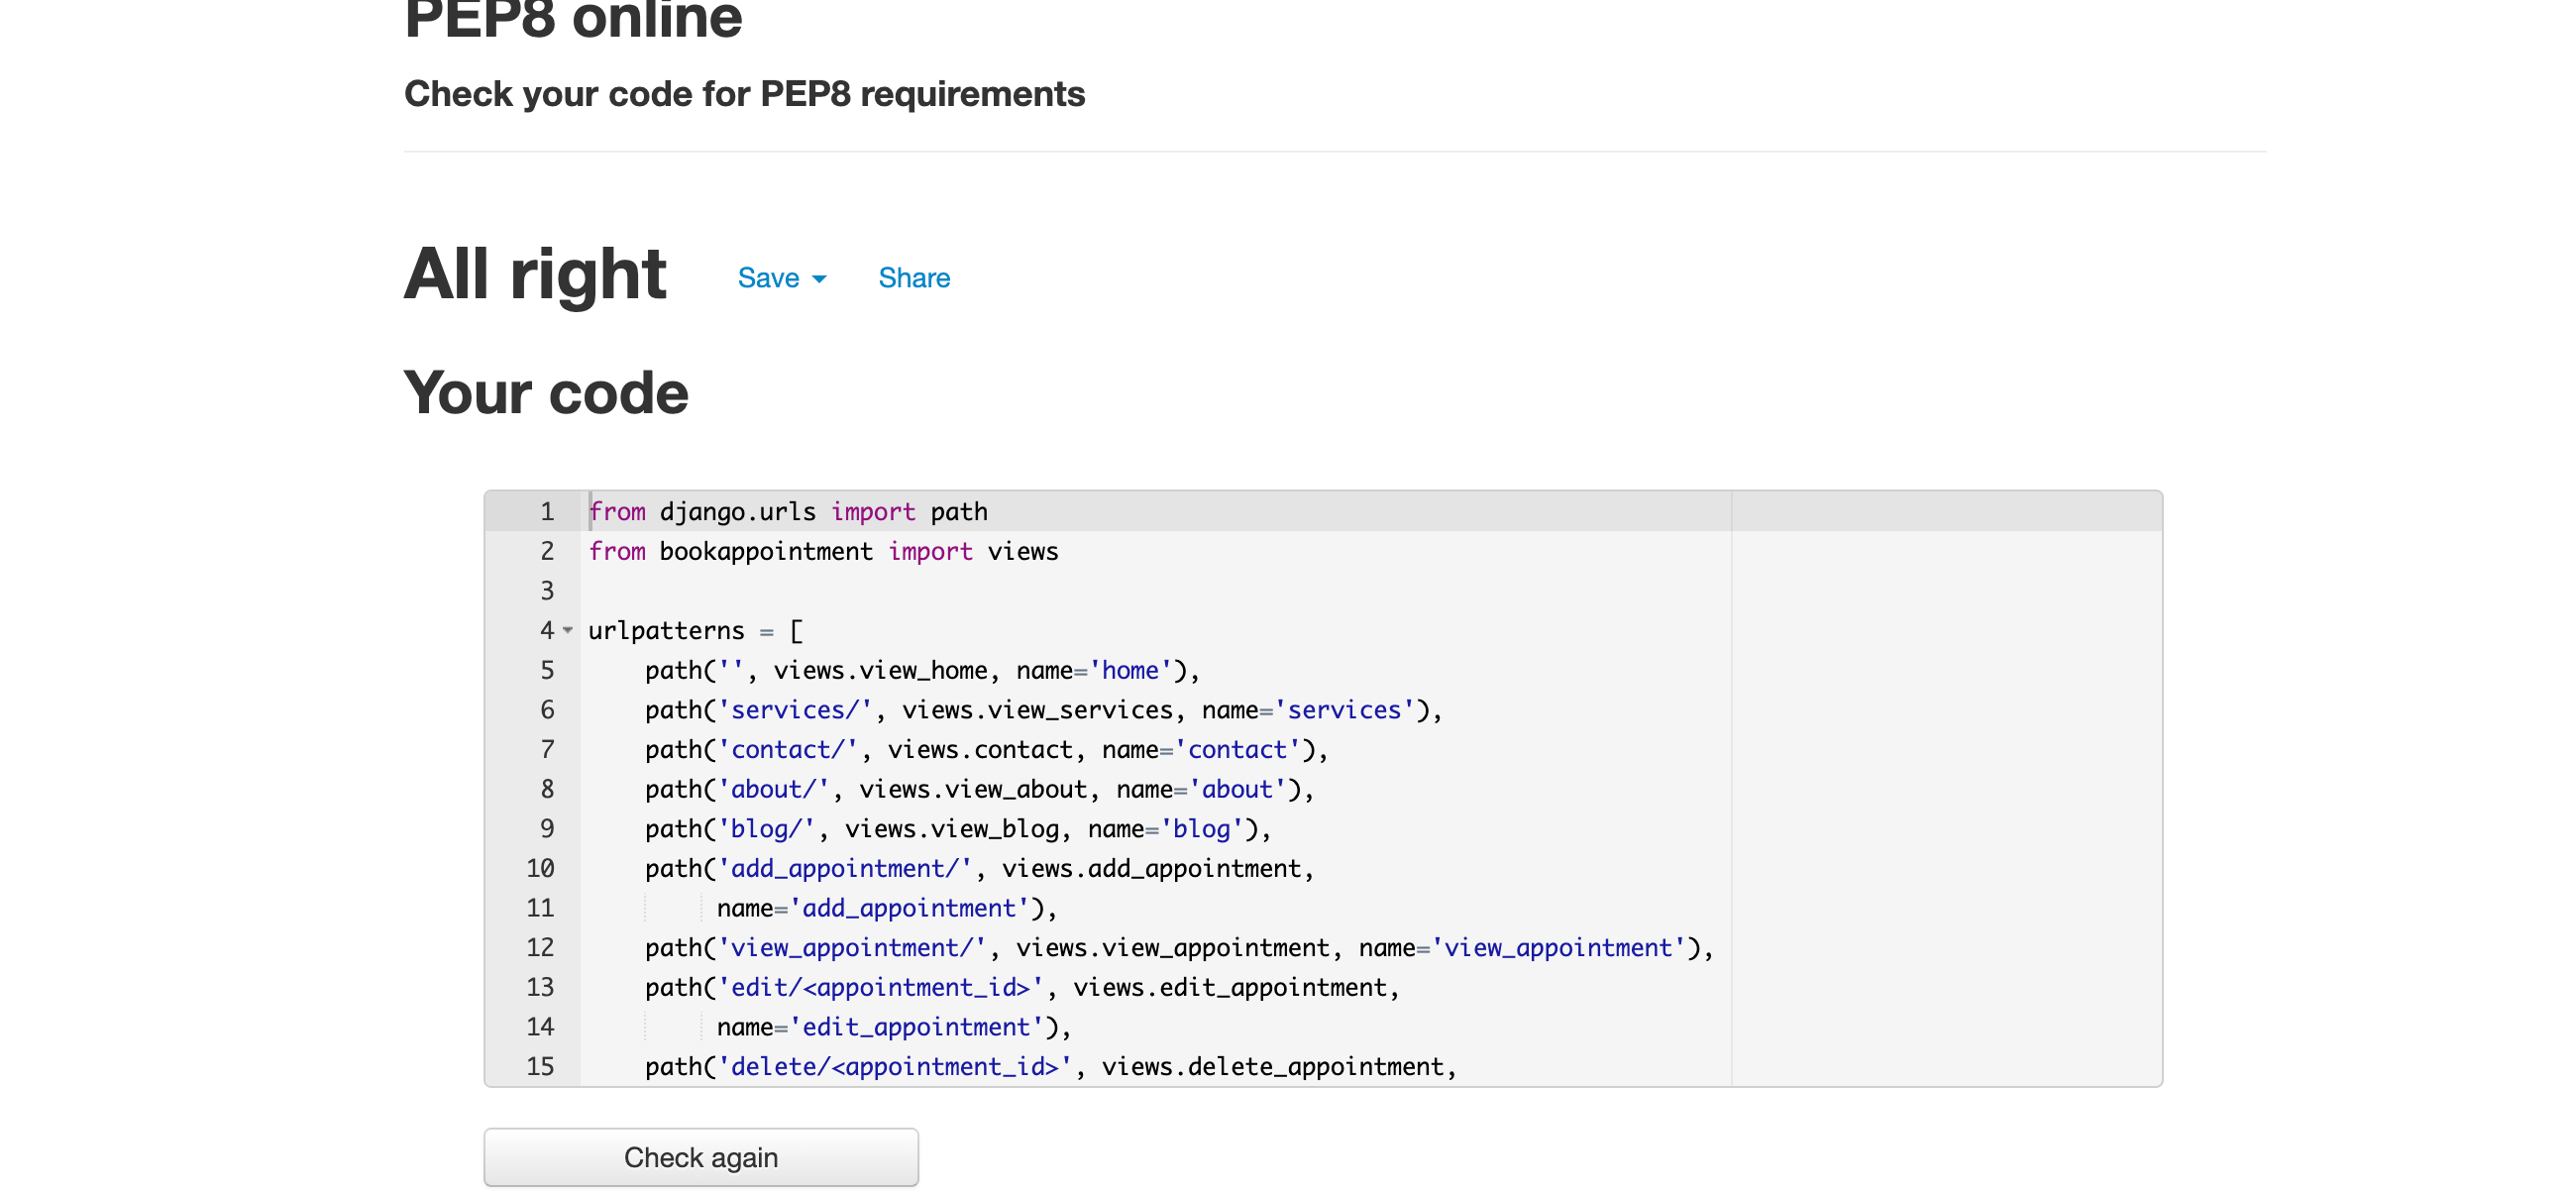 PEP8 online
Check your code for PEP8 requirements
All right Save Share
Your code
1 from django.urls import path
2 from bookappointment import views
3
4 urlpatterns = [
5     path('', views.view_home, name='home'),
6     path('services/', views.view_services, name='services'),
7     path('contact/', views.contact, name='contact'),
8     path('about/', views.view_about, name='about'),
9     path('blog/', views.view_blog, name='blog'),
10     path('add_appointment/', views.add_appointment,
11          name='add_appointment'),
12     path('view_appointment/', views.view_appointment, name='view_appointment'),
13     path('edit/<appointment_id>', views.edit_appointment,
14          name='edit_appointment'),
15     path('delete/<appointment_id>', views.delete_appointment,
Check again